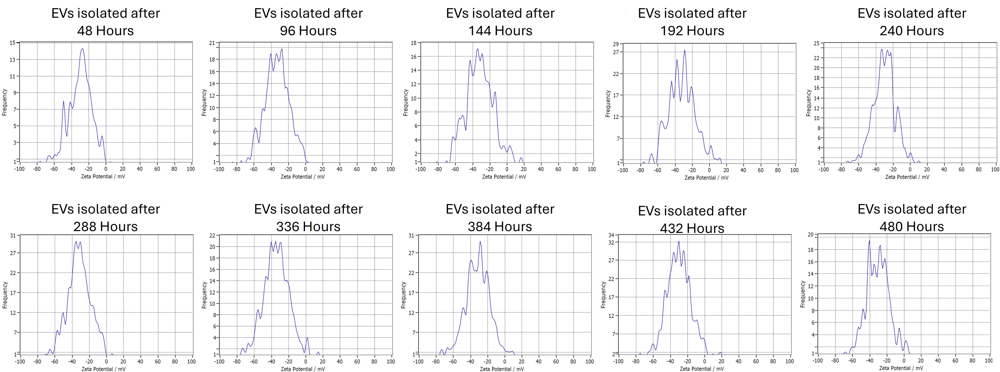 EVs isolated after
48 Hours
EVs isolated after
96 Hours
EVs isolated after
144 Hours
EVs isolated after
192 Hours
EVs isolated after
240 Hours
15
13
11
9
7
5
3
1
Frequency
-100 -80 -60 -40 -20 0 20 40 60 80 100
Zeta Potential / mV
21
18
16
14
12
10
8
6
4
1
Frequency
-100 -80 -60 -40 -20 0 20 40 60 80 100
Zeta Potential / mV
18
16
14
12
10
8
6
4
2
1
Frequency
-100 -80 -60 -40 -20 0 20 40 60 80 100
Zeta Potential / mV
29
27
22
17
12
7
1
Frequency
-100 -80 -60 -40 -20 0 20 40 60 80 100
Zeta Potential / mV
25
22
20
18
16
14
12
10
8
6
4
1
Frequency
-100 -80 -60 -40 -20 0 20 40 60 80 100
Zeta Potential / mV
EVs isolated after
288 Hours
EVs isolated after
336 Hours
EVs isolated after
384 Hours
EVs isolated after
432 Hours
EVs isolated after
480 Hours
31
27
22
17
12
7
1
Frequency
-100 -80 -60 -40 -20 0 20 40 60 80 100
Zeta Potential / mV
22
20
18
16
14
12
10
8
6
4
1
Frequency
-100 -80 -60 -40 -20 0 20 40 60 80 100
Zeta Potential / mV
31
27
22
17
12
7
1
Frequency
-100 -80 -60 -40 -20 0 20 40 60 80 100
Zeta Potential / mV
34
32
27
22
17
12
7
2
Frequency
-100 -80 -60 -40 -20 0 20 40 60 80 100
Zeta Potential / mV
20
18
16
14
12
10
8
6
4
1
Frequency
-100 -80 -60 -40 -20 0 20 40 60 80 100
Zeta Potential / mV